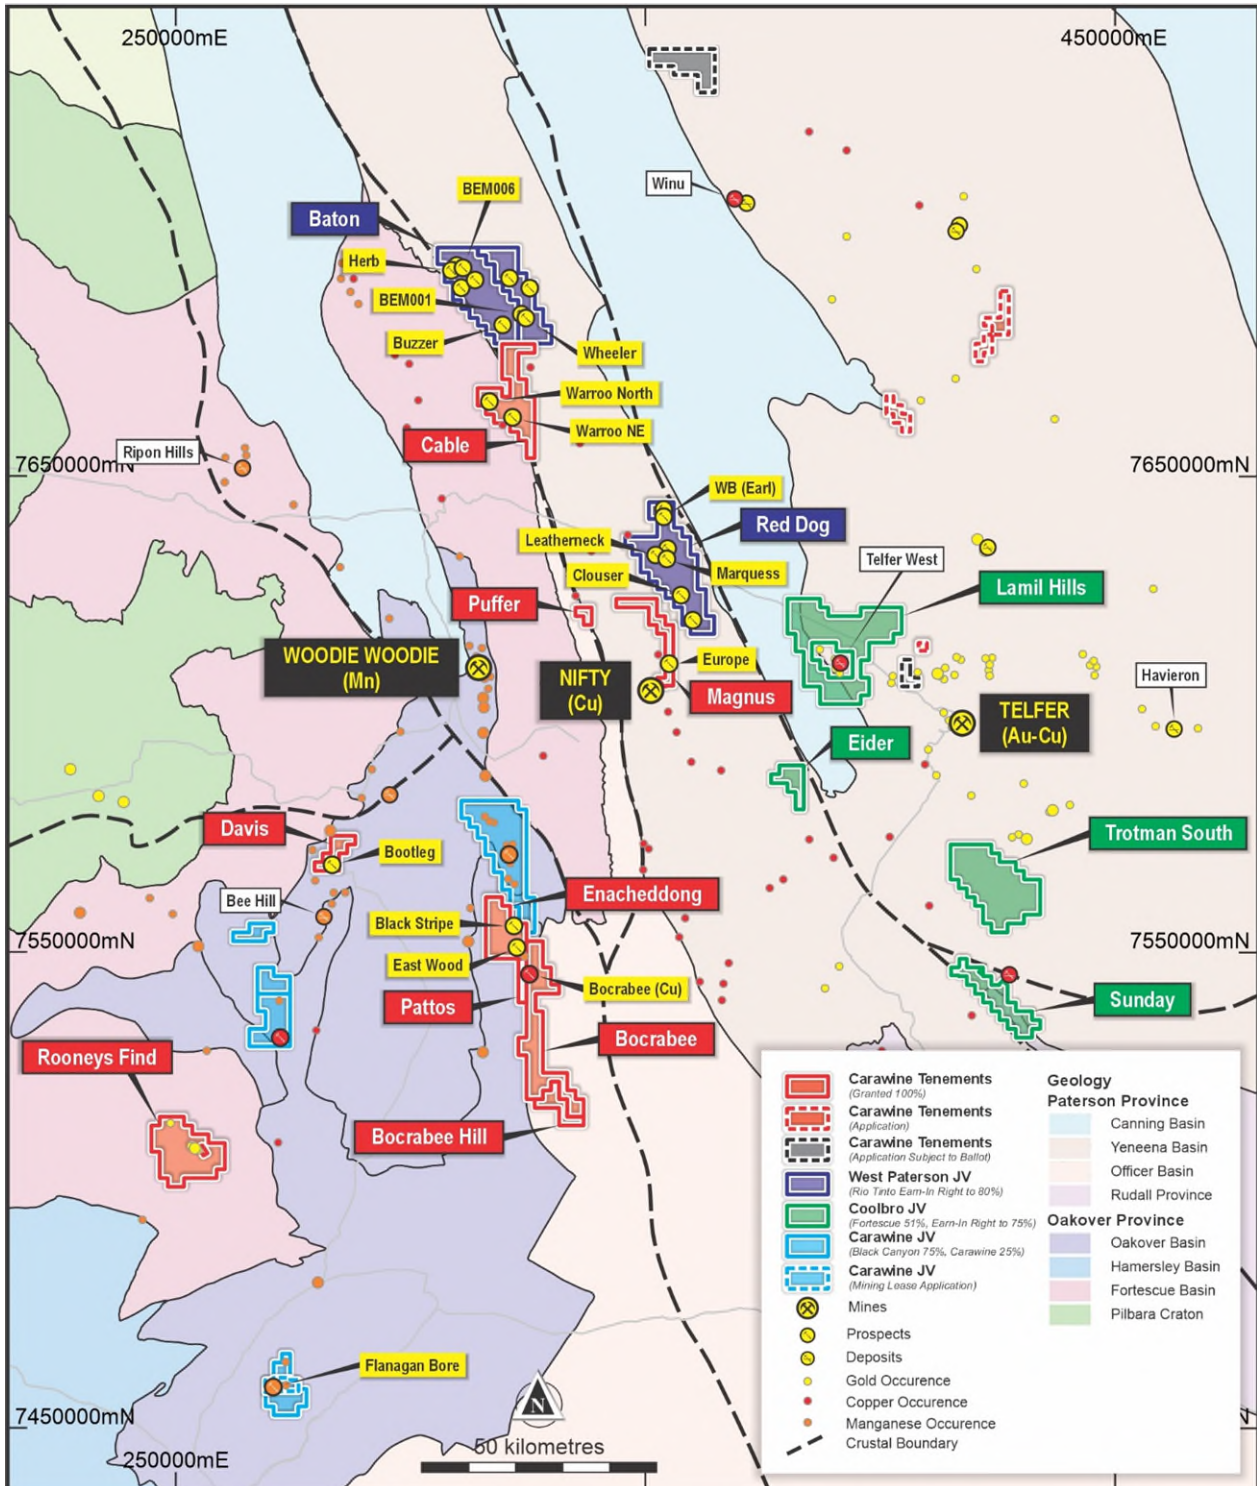 250000mE
450000mE
Winu
BEM006
Baton
Herb
BEM001
Buzzer
Wheeler
Warroo North
Warroo NE
Cable
Ripon Hills
7650000mN
7650000mN
WB (Earl)
Red Dog
Leatherneck
Marquess
Clouser
Telfer West
Lamil Hills
Puffer
WOODIE WOODIE
(Mn)
Europe
NIFTY
(Cu)
Magnus
Havieron
TELFER
(Au-Cu)
Eider
Davis
Bootleg
Trotman South
Enacheddong
Bee Hill
Black Stripe
7550000mN
7550000mN
East Wood
Bocrabee (Cu)
Pattos
Sunday
Bocrabee
Rooneys Find
Bocrabee Hill
Flanagan Bore
7450000mN
N
250000mE
N
50 kilometres
Carawine Tenements
(Granted 100%)
Carawine Tenements
(Application)
Carawine Tenements
(Application Subject to Ballot)
West Paterson JV
(Rio Tinto Earn-In Right to 80%)
Coolbro JV
(Fortescue 51%, Earn-In Right to 75%)
Carawine JV
(Black Canyon 75%, Carawine 25%)
Carawine JV
(Mining Lease Application)
Mines
Prospects
Deposits
Gold Occurence
Copper Occurence
Manganese Occurence
Crustal Boundary
Geology
Paterson Province
Canning Basin
Yeneena Basin
Officer Basin
Rudall Province
Oakover Province
Oakover Basin
Hamersley Basin
Fortescue Basin
Pilbara Craton